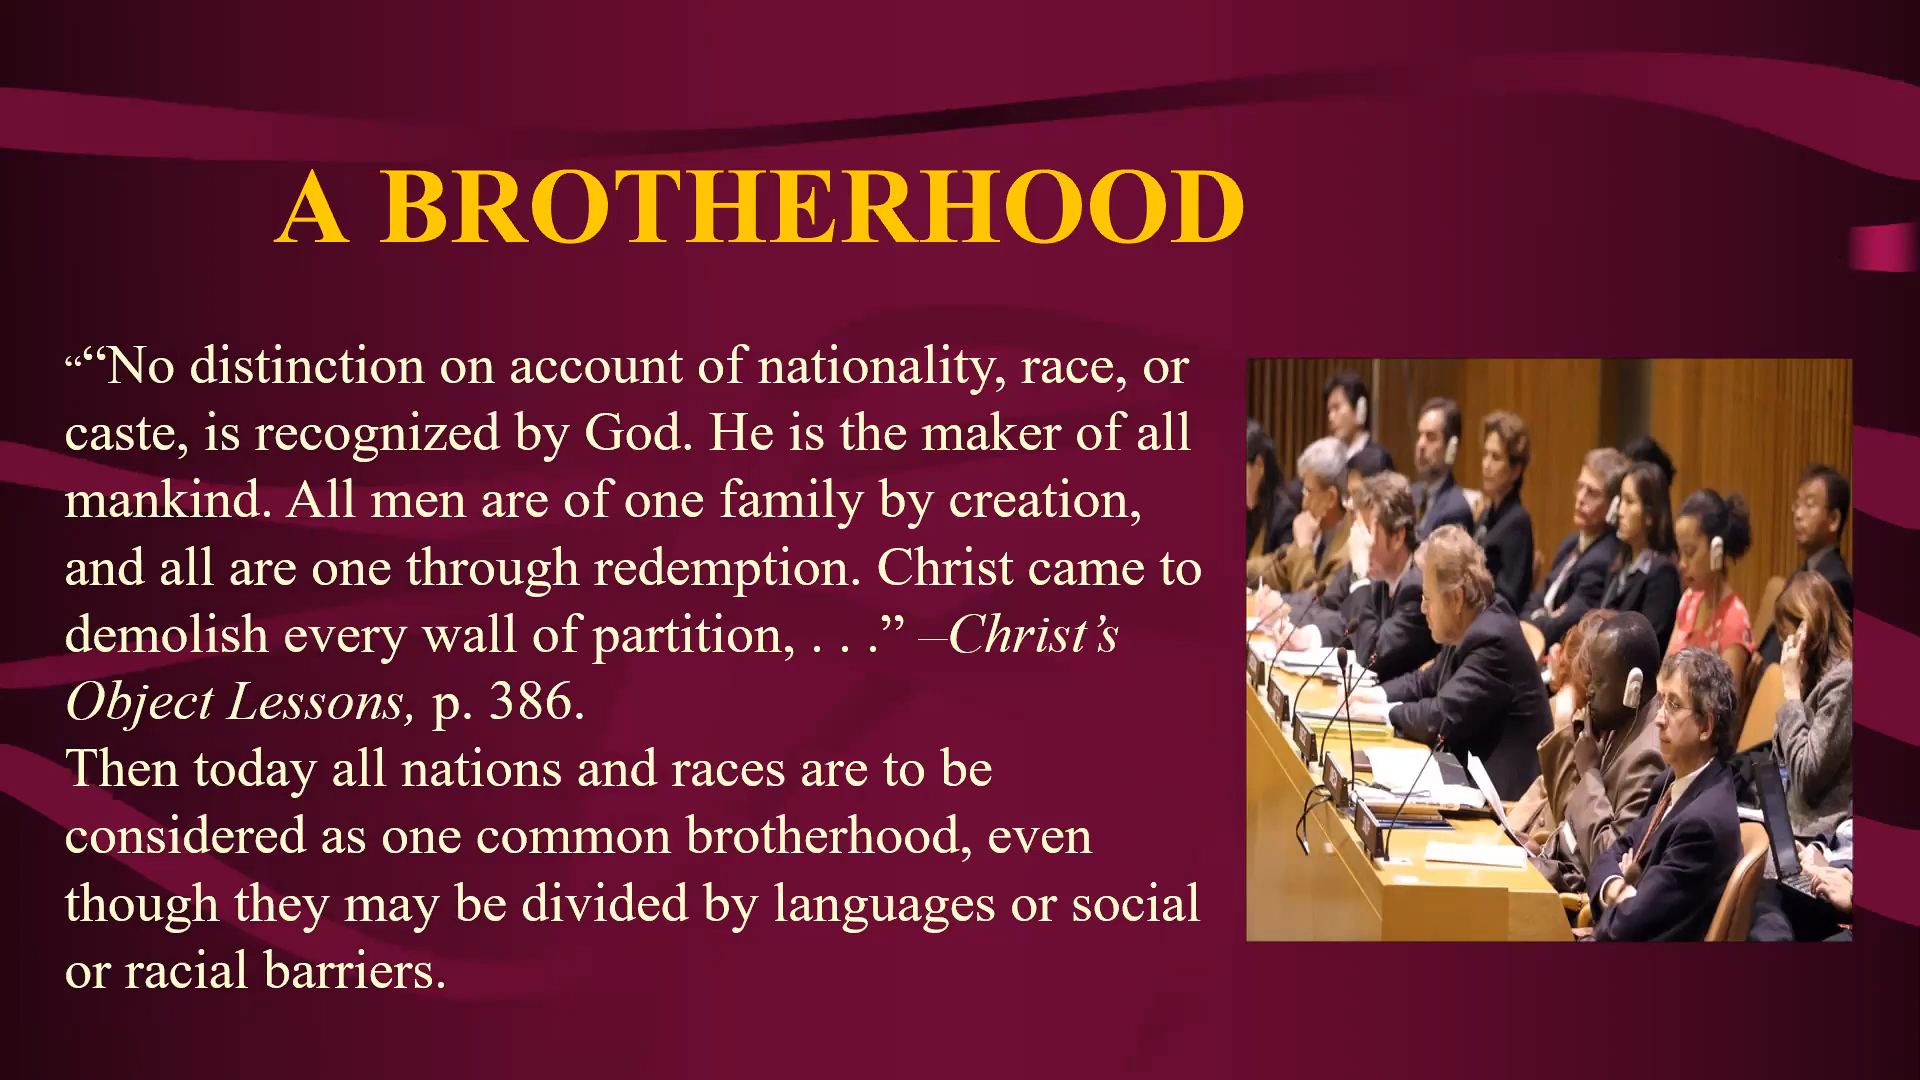 A BROTHERHOOD
““No distinction on account of nationality, race, or
caste, is recognized by God. He is the maker of all
mankind. All men are of one family by creation,
and all are one through redemption. Christ came to
demolish every wall of partition, . . .” –Christ’s
Object Lessons, p. 386.
Then today all nations and races are to be
considered as one common brotherhood, even
though they may be divided by languages or social
or racial barriers.